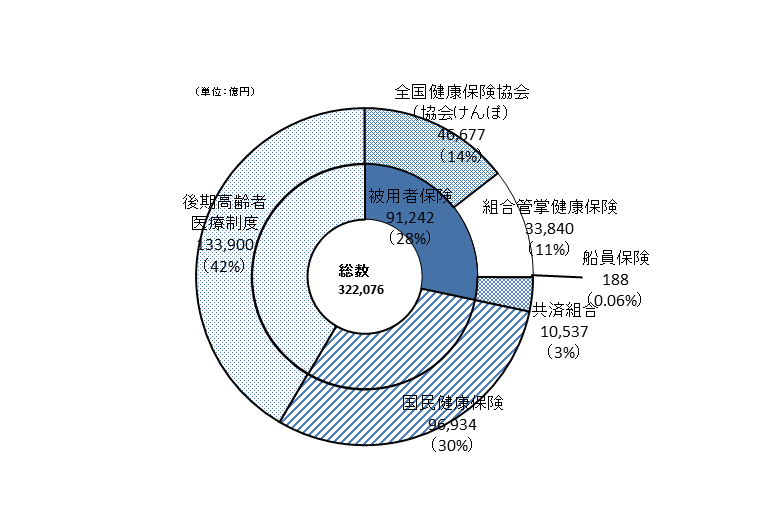 （単位：億円）
全国健康保険協会
（協会けんぽ）
46,677
（14%）
被用者保険
91,242
（28%）
組合管掌健康保険
33,840
（11%）
船員保険
188
（0.06%）
共済組合
10,537
（3%）
後期高齢者
医療制度
133,900
（42%）
総数
322,076
国民健康保険
96,934
（30%）